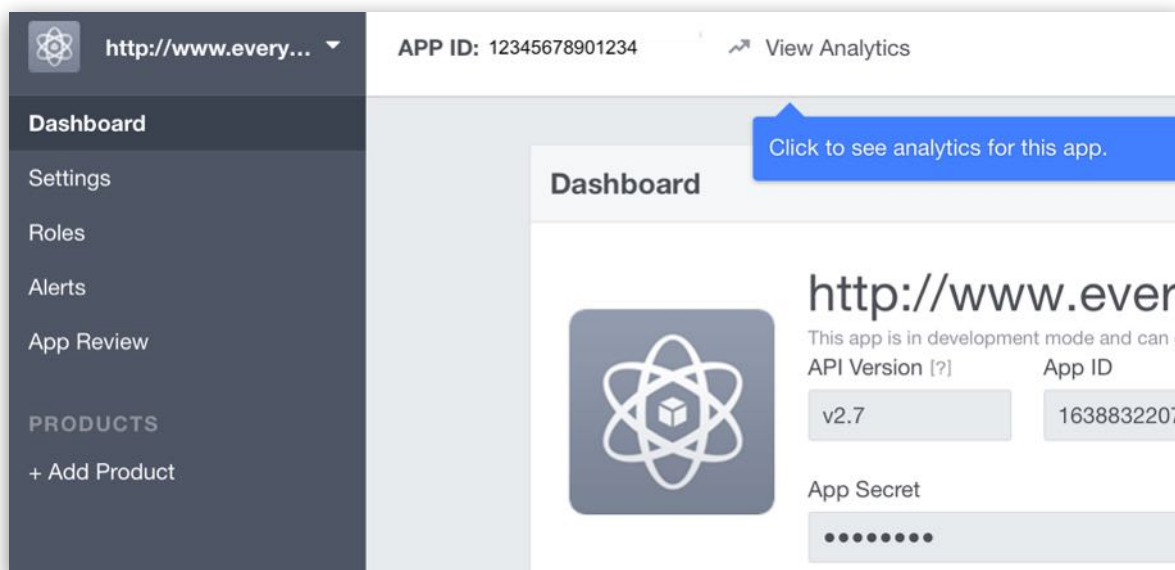 http://www.every...
APP ID: 12345678901234
View Analytics
Dashboard
Settings
Roles
Alerts
App Review
PRODUCTS
+ Add Product
Click to see analytics for this app.
Dashboard
http://www.ever
This app is in development mode and can
API Version [?]
App ID
v2.7
1638832207
App Secret
••••••••